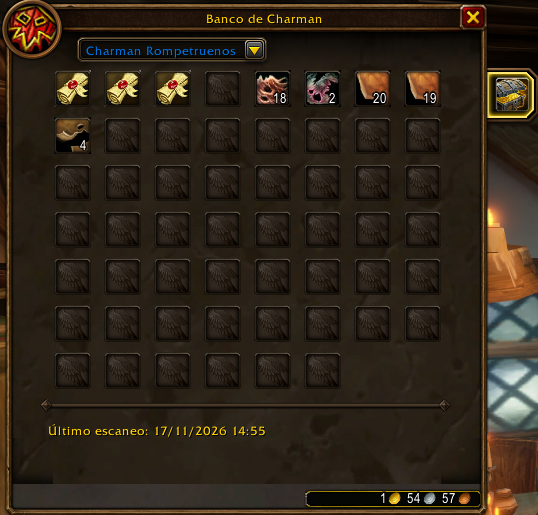 Banco de Charman
Charman Rompetruenos
18 2 20 19
4
Último escaneo: 17/11/2026 14:55
1 54 57